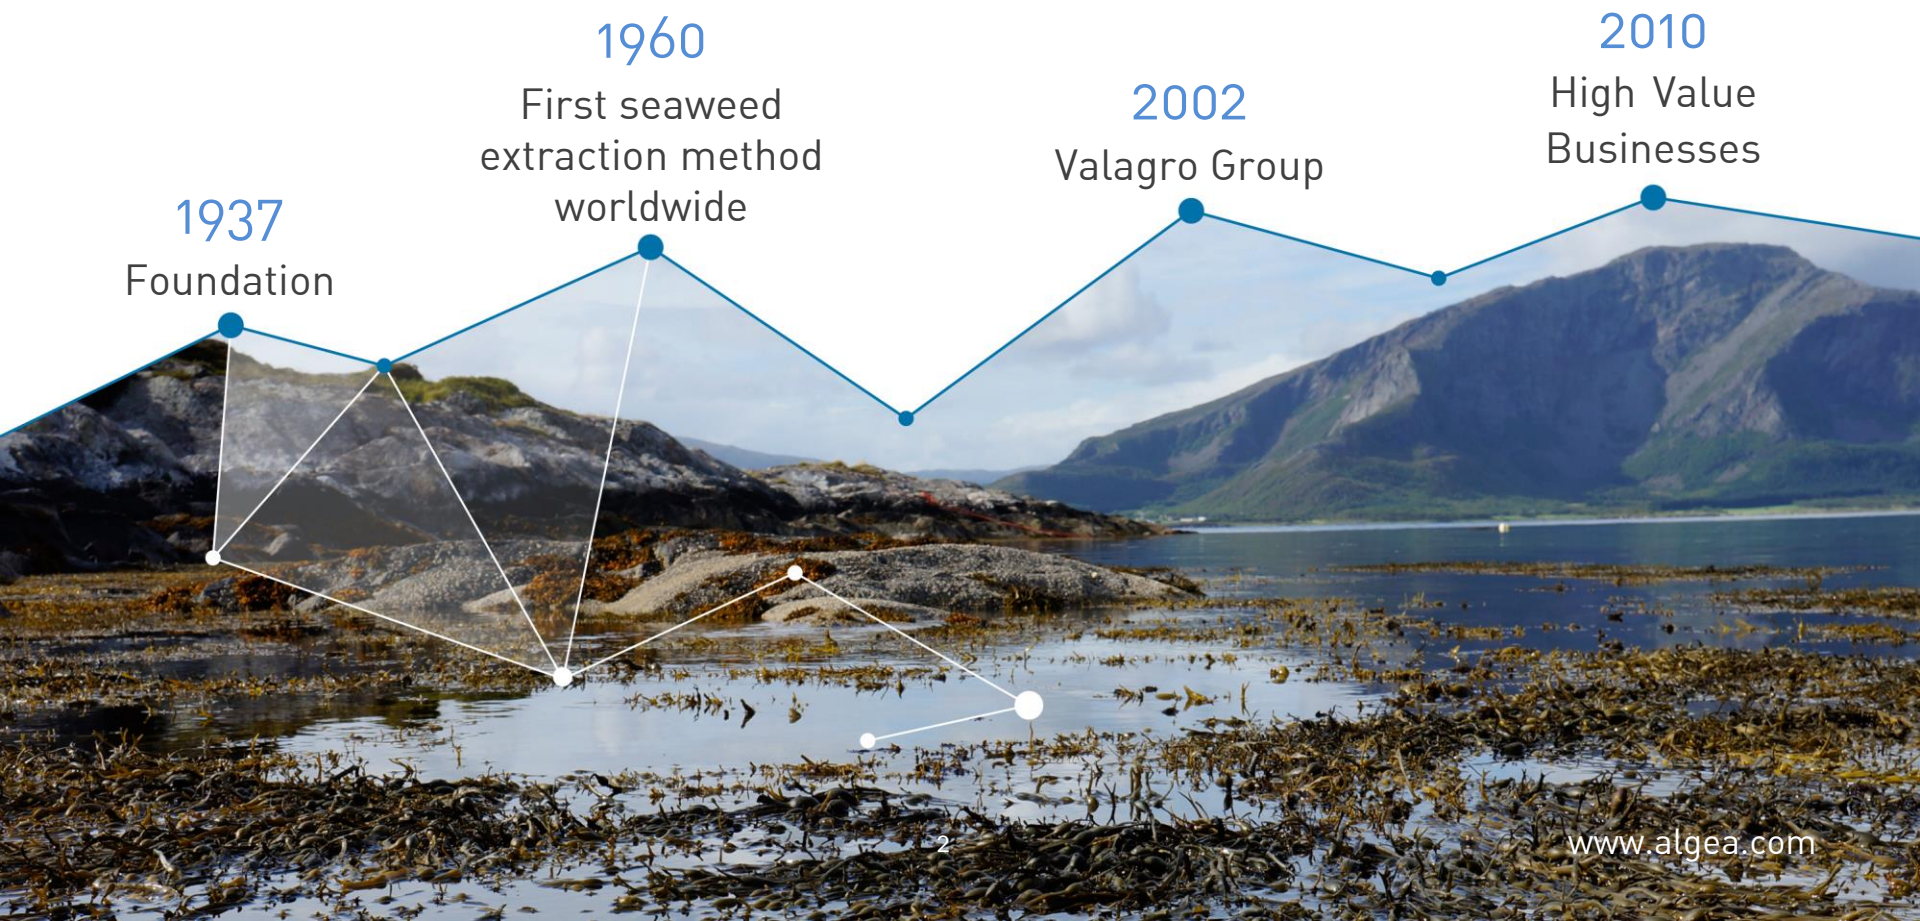 1937
Foundation
1960
First seaweed
extraction method
worldwide
2002
Valagro Group
2010
High Value
Businesses
2
www.algea.com